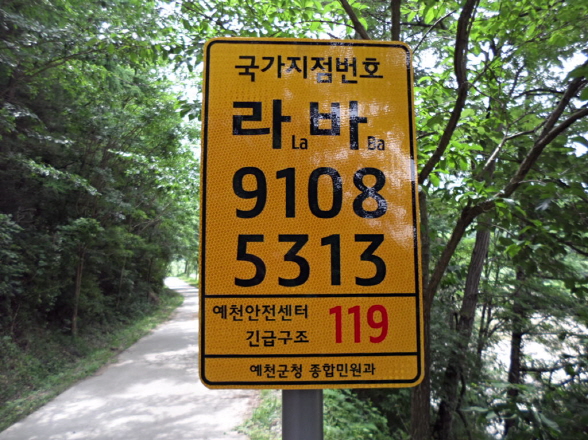 국가지점번호
라La 바Ba
9108
5313
예천안전센터
긴급구조 119
예천군청 종합민원과